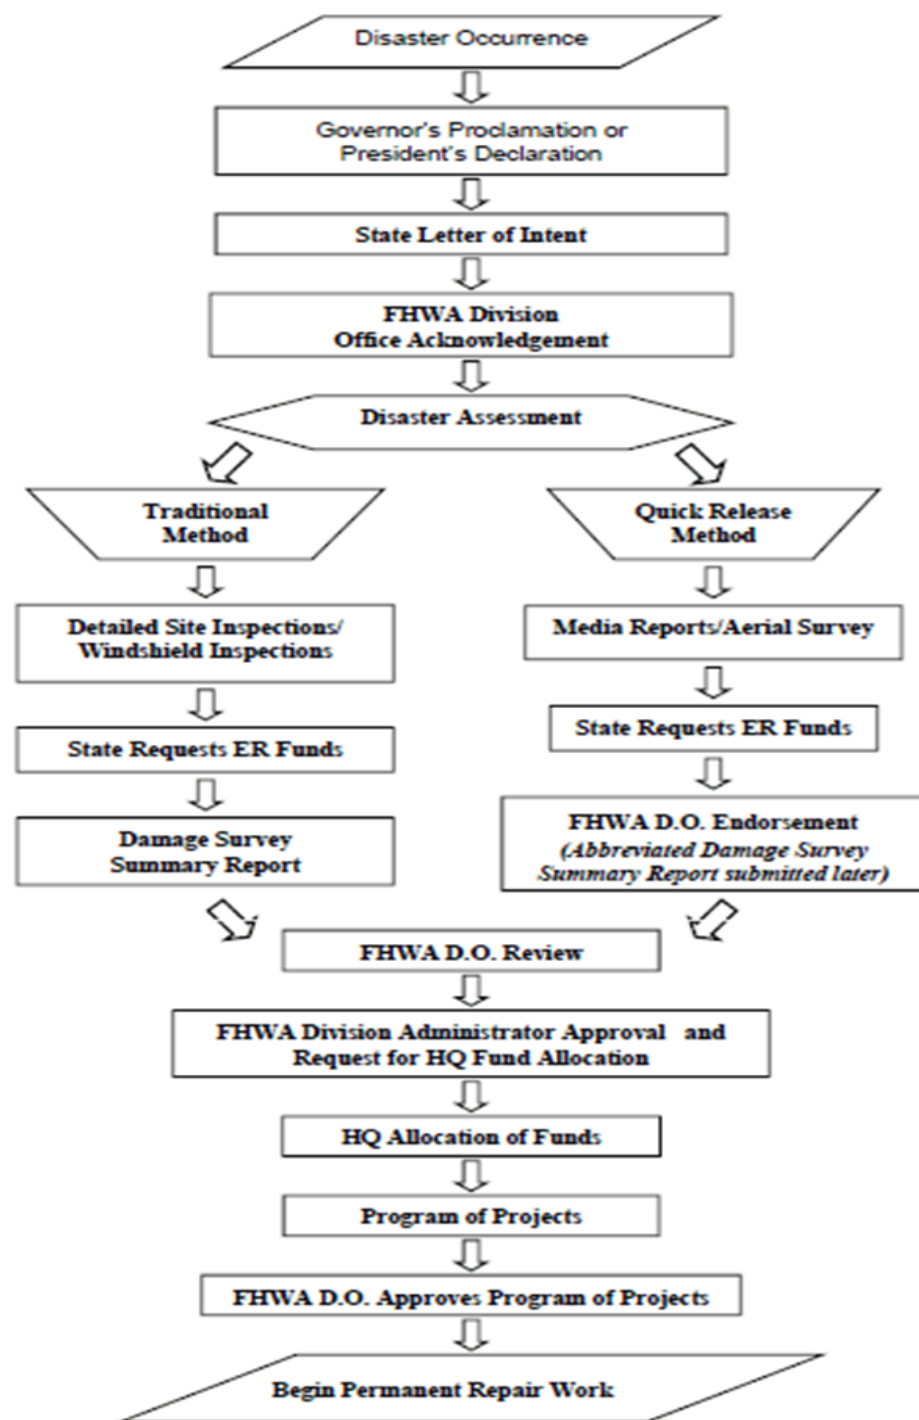 Disaster Occurrence
Governor's Proclamation or
President's Declaration
State Letter of Intent
FHWA Division
Office Acknowledgement
Disaster Assessment
Traditional
Method
Detailed Site Inspections/
Windshield Inspections
State Requests ER Funds
Damage Survey
Summary Report
Quick Release
Method
Media Reports/Aerial Survey
State Requests ER Funds
FHWA D.O. Endorsement
(Abbreviated Damage Survey
Summary Report submitted later)
FHWA D.O. Review
FHWA Division Administrator Approval and
Request for HQ Fund Allocation
HQ Allocation of Funds
Program of Projects
FHWA D.O. Approves Program of Projects
Begin Permanent Repair Work